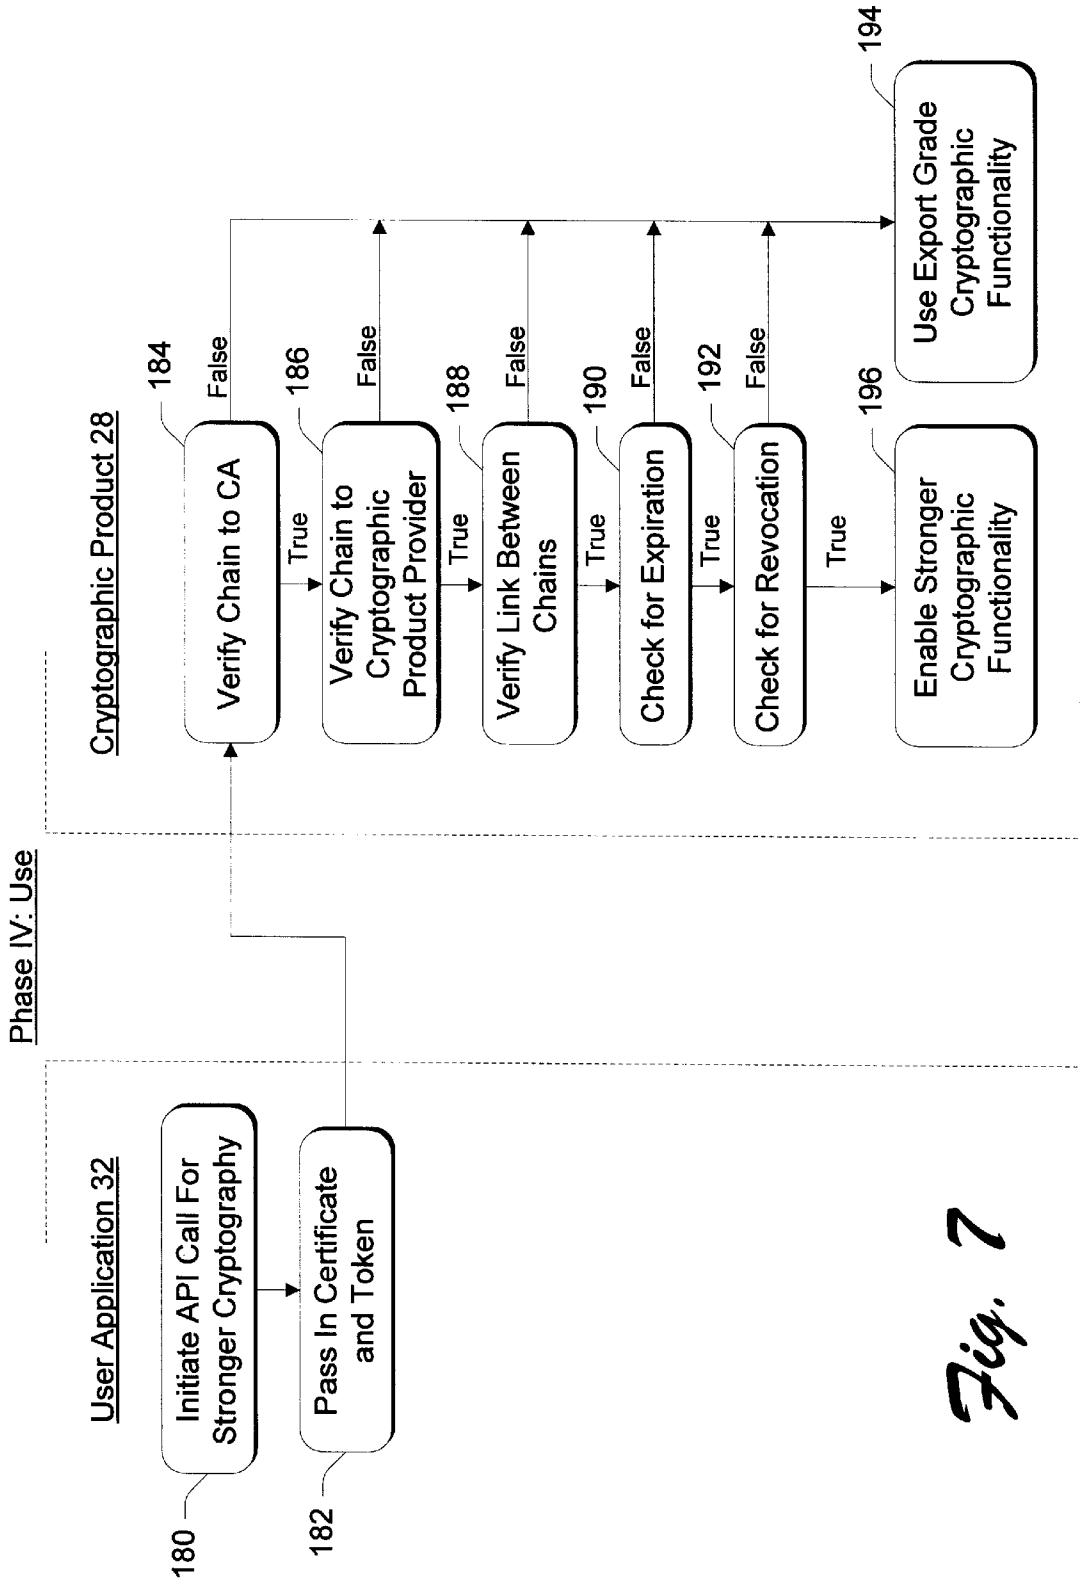 Phase IV: Use
User Application 32
Initiate API Call For
Stronger Cryptography
180
Pass In Certificate
and Token
182
Cryptographic Product 28
184
Verify Chain to CA
False
True
186
Verify Chain to
Cryptographic
Product Provider
False
True
188
Verify Link Between
Chains
False
True
190
Check for Expiration
False
True
192
Check for Revocation
False
True
196
Enable Stronger
Cryptographic
Functionality
194
Use Export Grade
Cryptographic
Functionality
Fig. 7